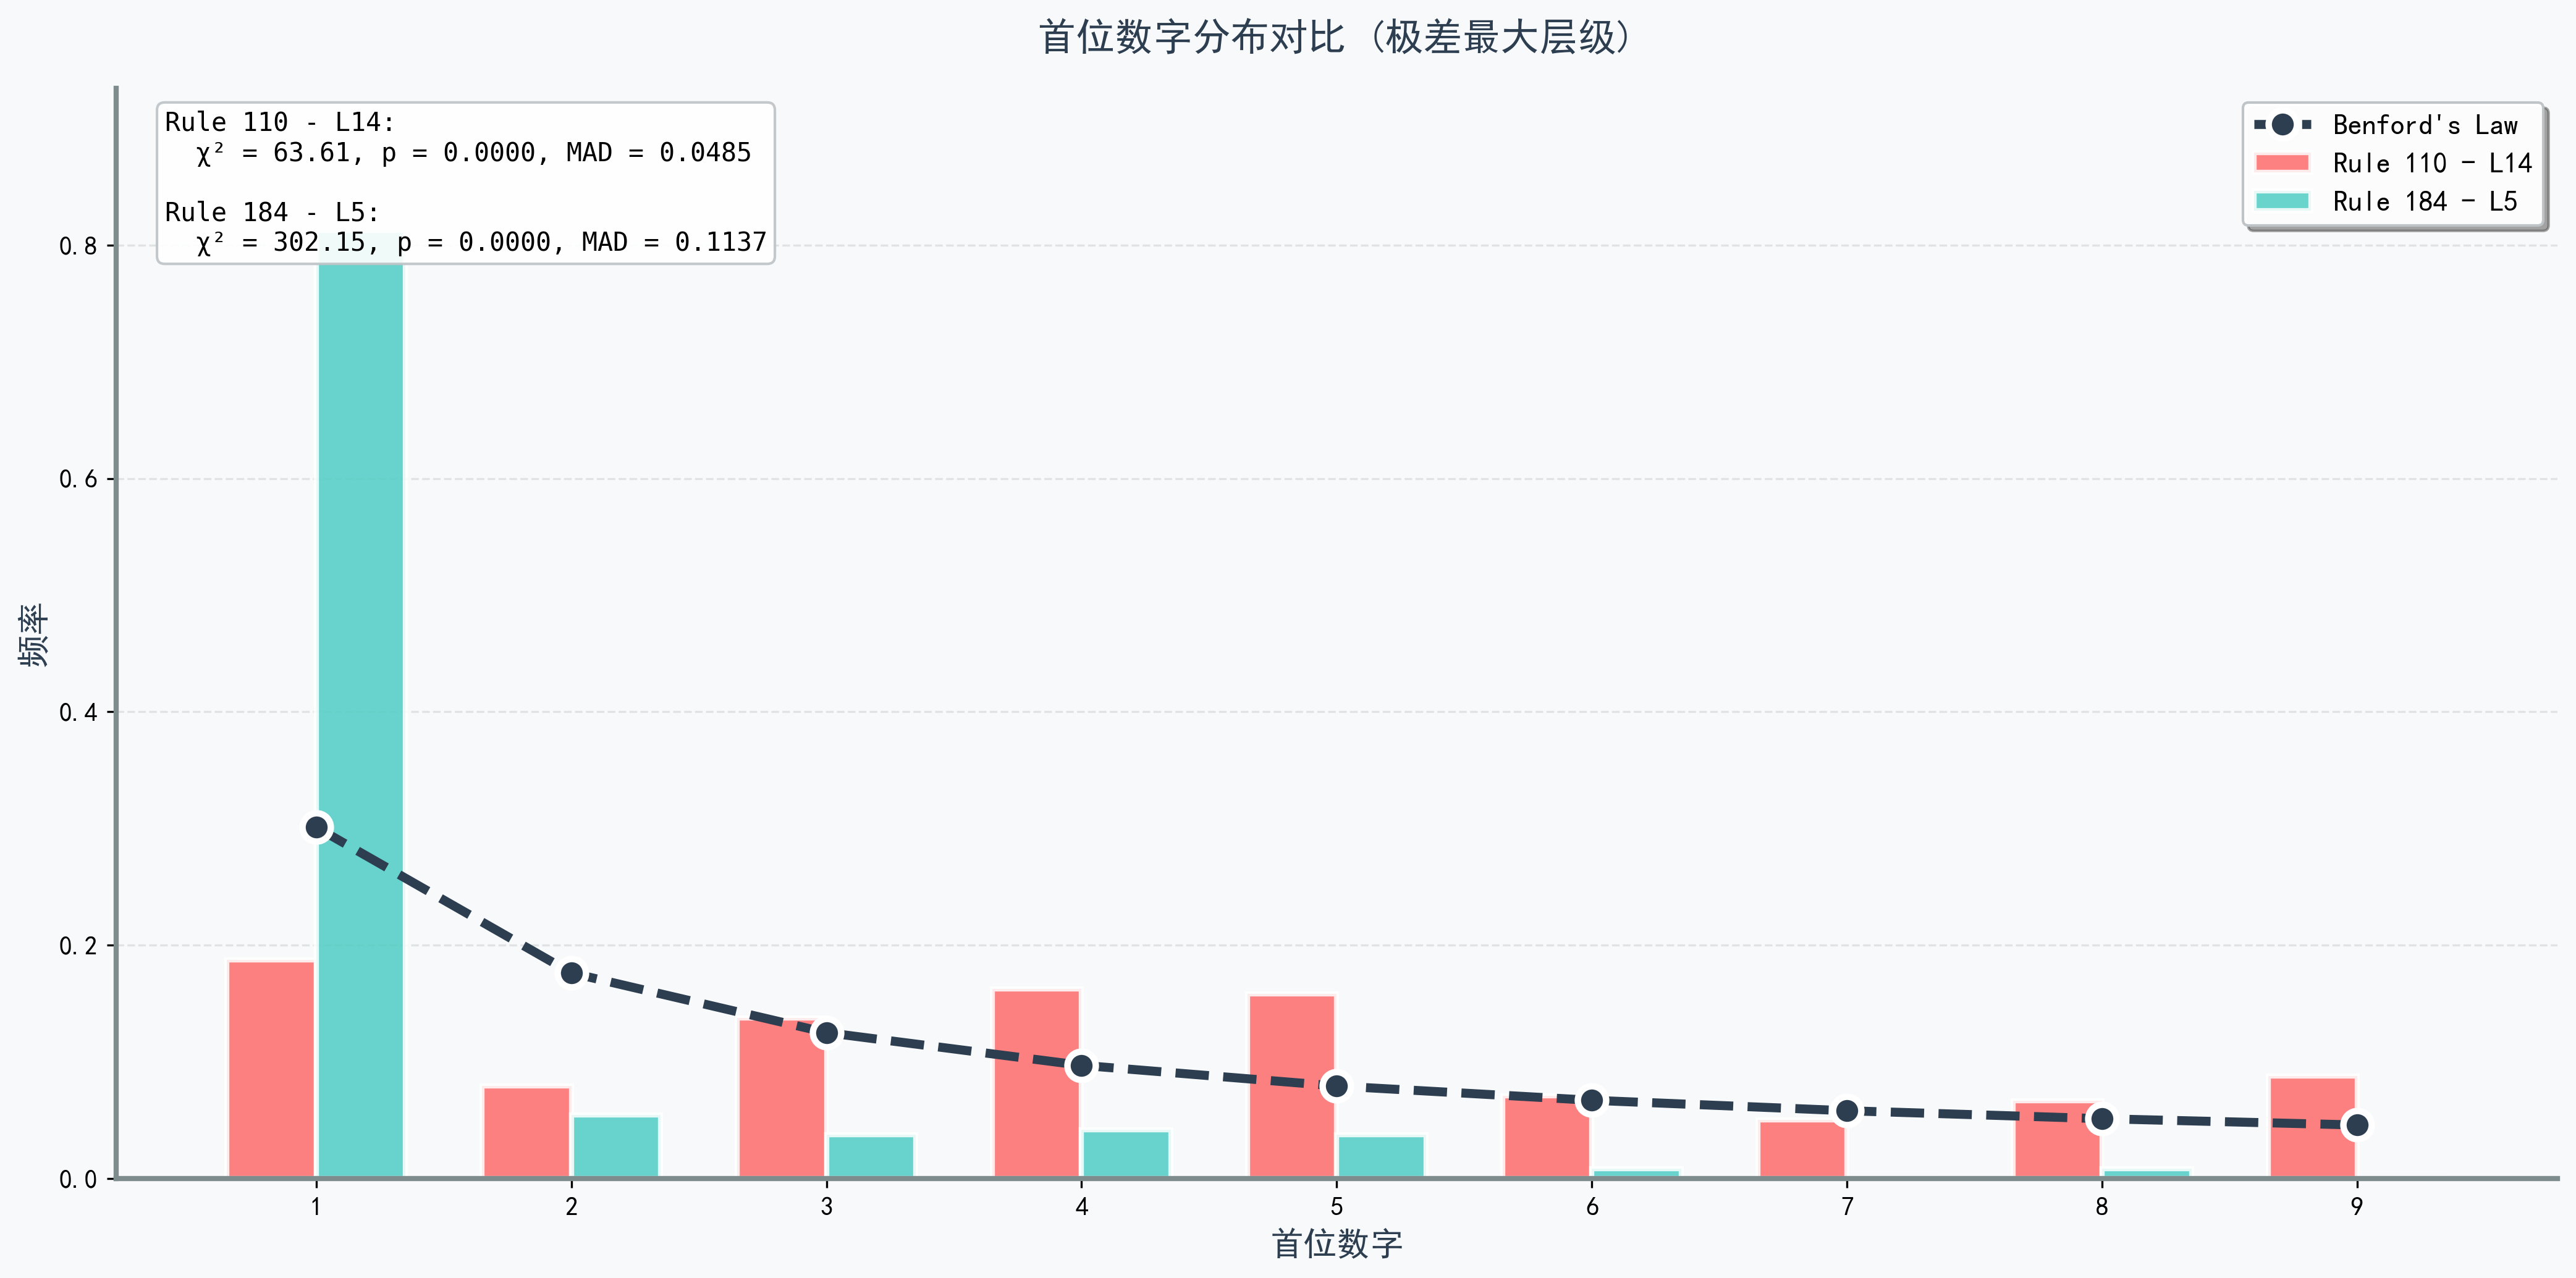 首位数字分布对比 (极差最大层级)
Rule 110 - L14:
χ² = 63.61, p = 0.0000, MAD = 0.0485
Rule 184 - L5:
χ² = 302.15, p = 0.0000, MAD = 0.1137
Benford's Law
Rule 110 - L14
Rule 184 - L5
频率
0.8
0.6
0.4
0.2
0.0
1 2 3 4 5 6 7 8 9
首位数字